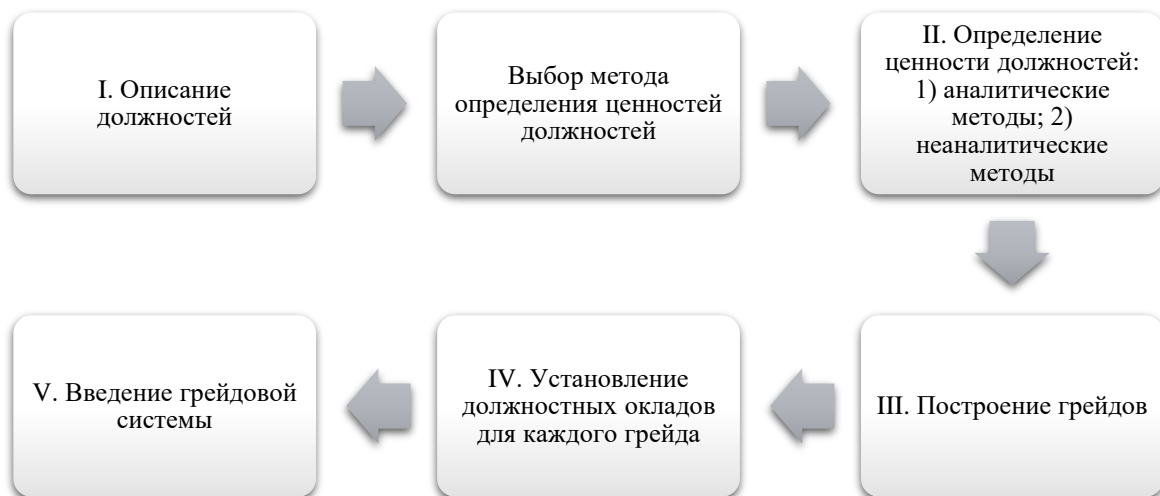 I. Описание
должностей
Выбор метода
определения ценностей
должностей
II. Определение
ценности должностей:
1) аналитические
методы; 2)
неаналитические
методы
III. Построение грейдов
IV. Установление
должностных окладов
для каждого грейда
V. Введение грейдовой
системы